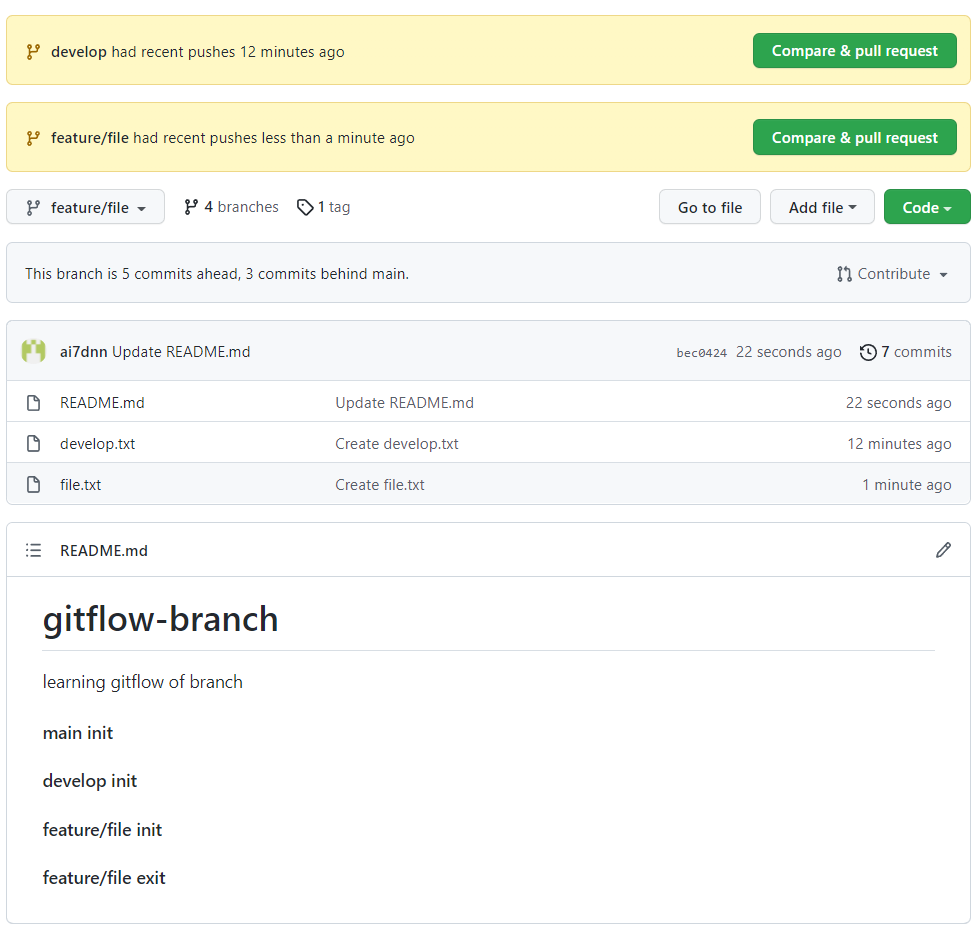 develop had recent pushes 12 minutes ago Compare & pull request
feature/file had recent pushes less than a minute ago Compare & pull request
feature/file 4 branches 1 tag Go to file Add file Code
This branch is 5 commits ahead, 3 commits behind main. Contribute
ai7dnn Update README.md bec0424 22 seconds ago 7 commits
README.md Update README.md 22 seconds ago
develop.txt Create develop.txt 12 minutes ago
file.txt Create file.txt 1 minute ago
README.md
gitflow-branch
learning gitflow of branch
main init
develop init
feature/file init
feature/file exit